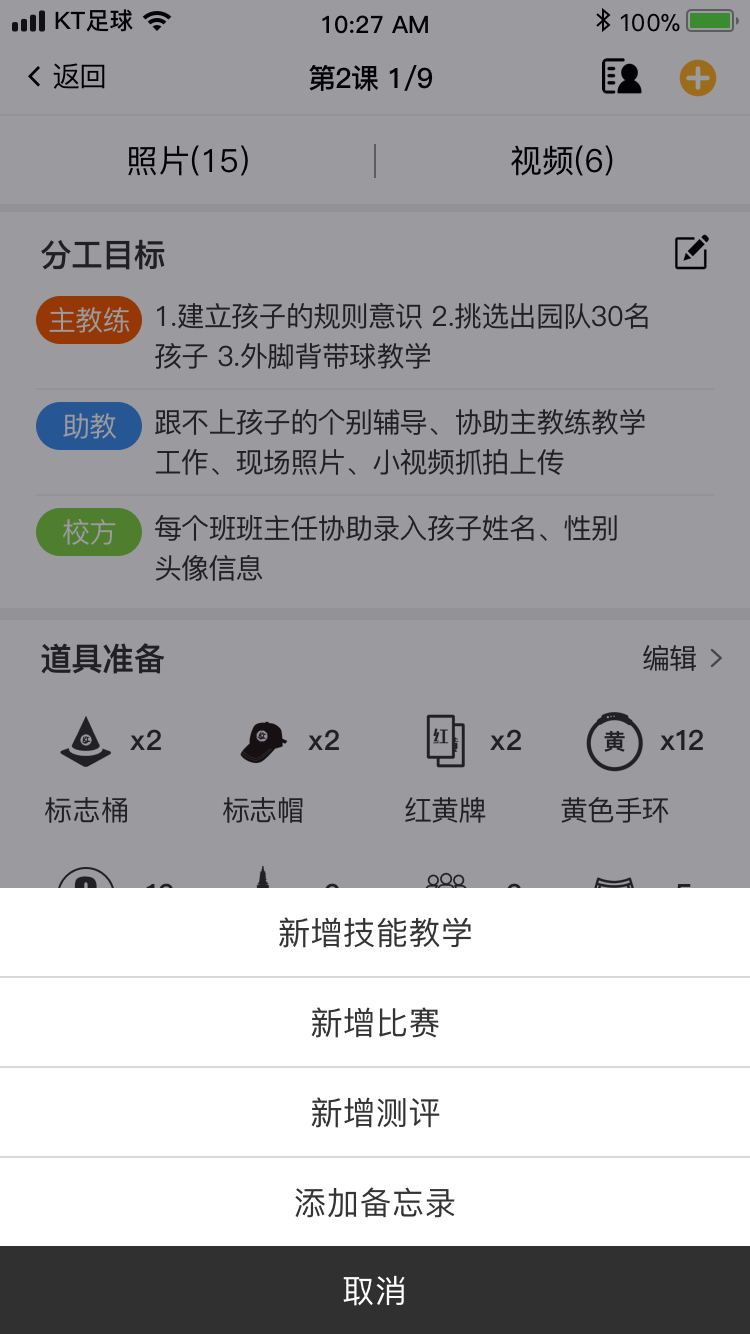 KT足球
10:27 AM
100%
返回
第2课 1/9
照片(15)
视频(6)
分工目标
主教练
1.建立孩子的规则意识 2.挑选出园队30名
孩子 3.外脚背带球教学
助教
跟不上孩子的个别辅导、协助主教练教学
工作、现场照片、小视频抓拍上传
校方
每个班班主任协助录入孩子姓名、性别
头像信息
道具准备
编辑
x2
x2
红
x2
黄
x12
标志桶
标志帽
红黄牌
黄色手环
新增技能教学
新增比赛
新增测评
添加备忘录
取消